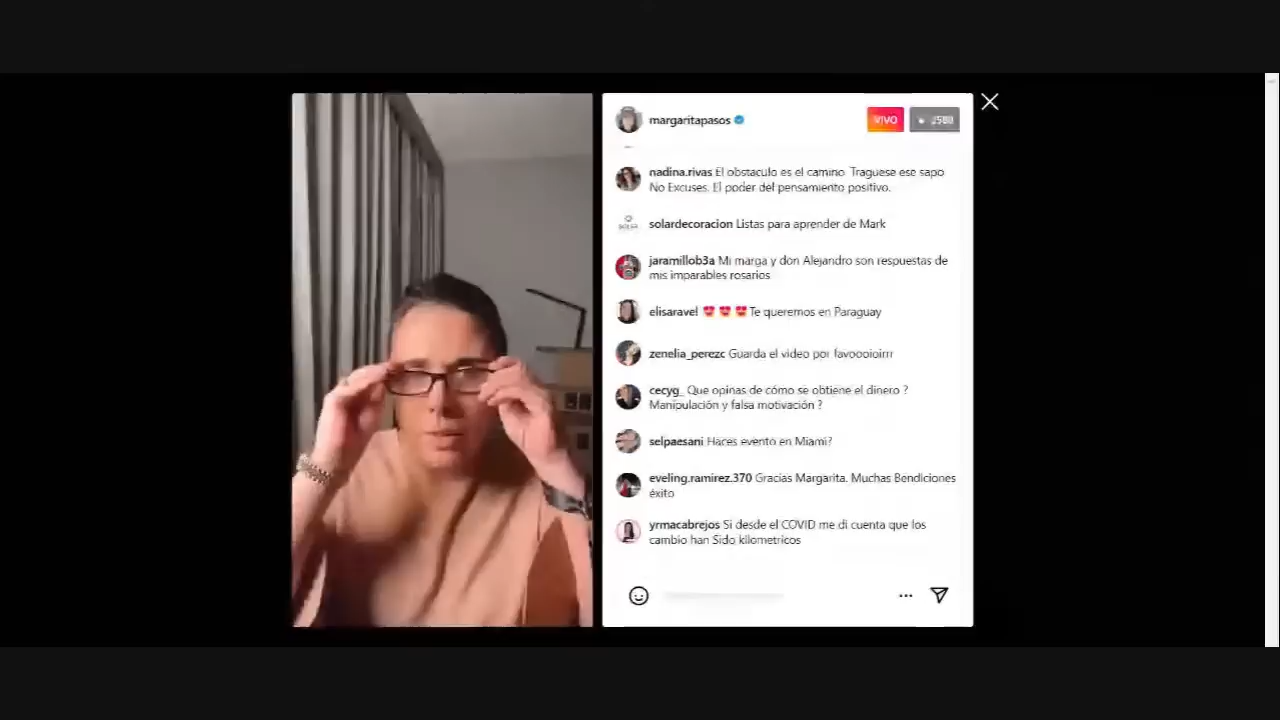 margaritapasos
VIVO
nadina.rivas El obstaculo es el camino. Traguese ese sapo
No Excuses. El poder del pensamiento positivo.
solardecoracion Listas para aprender de Mark
jaramillob3a Mi marga y don Alejandro son respuestas de
mis imparables rosarios
elisaravel 😍 😍 😍 Te queremos en Paraguay
zenelia_perezc Guarda el video por favoooioirrr
cecyg_ Que opinas de cómo se obtiene el dinero ?
Manipulación y falsa motivación ?
selpaesani Haces evento en Miami?
eveling.ramirez.370 Gracias Margarita. Muchas Bendiciones
éxito
yrmacabrejos Si desde el COVID me di cuenta que los
cambio han Sido kilometricos